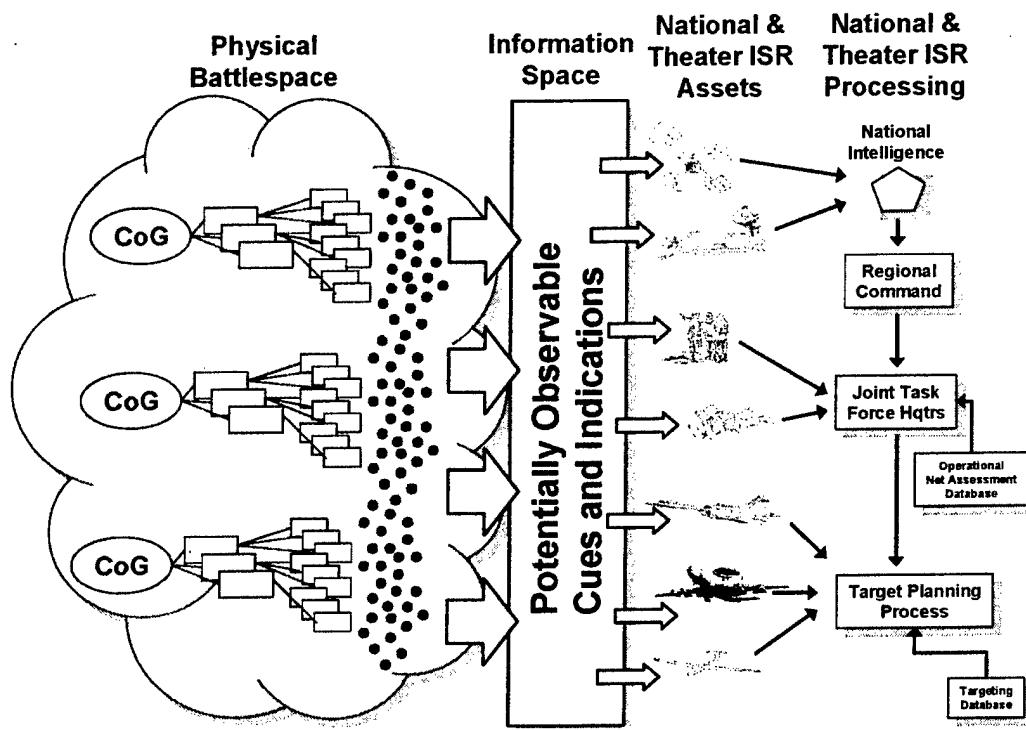 Physical
Battlespace
Information
Space
National &
Theater ISR
Assets
National &
Theater ISR
Processing
National
Intelligence
CoG
CoG
CoG
Potentially Observable
Cues and Indications
Regional
Command
Joint Task
Force Hqtrs
Operational
Net Assessment
Database
Target Planning
Process
Targeting
Database